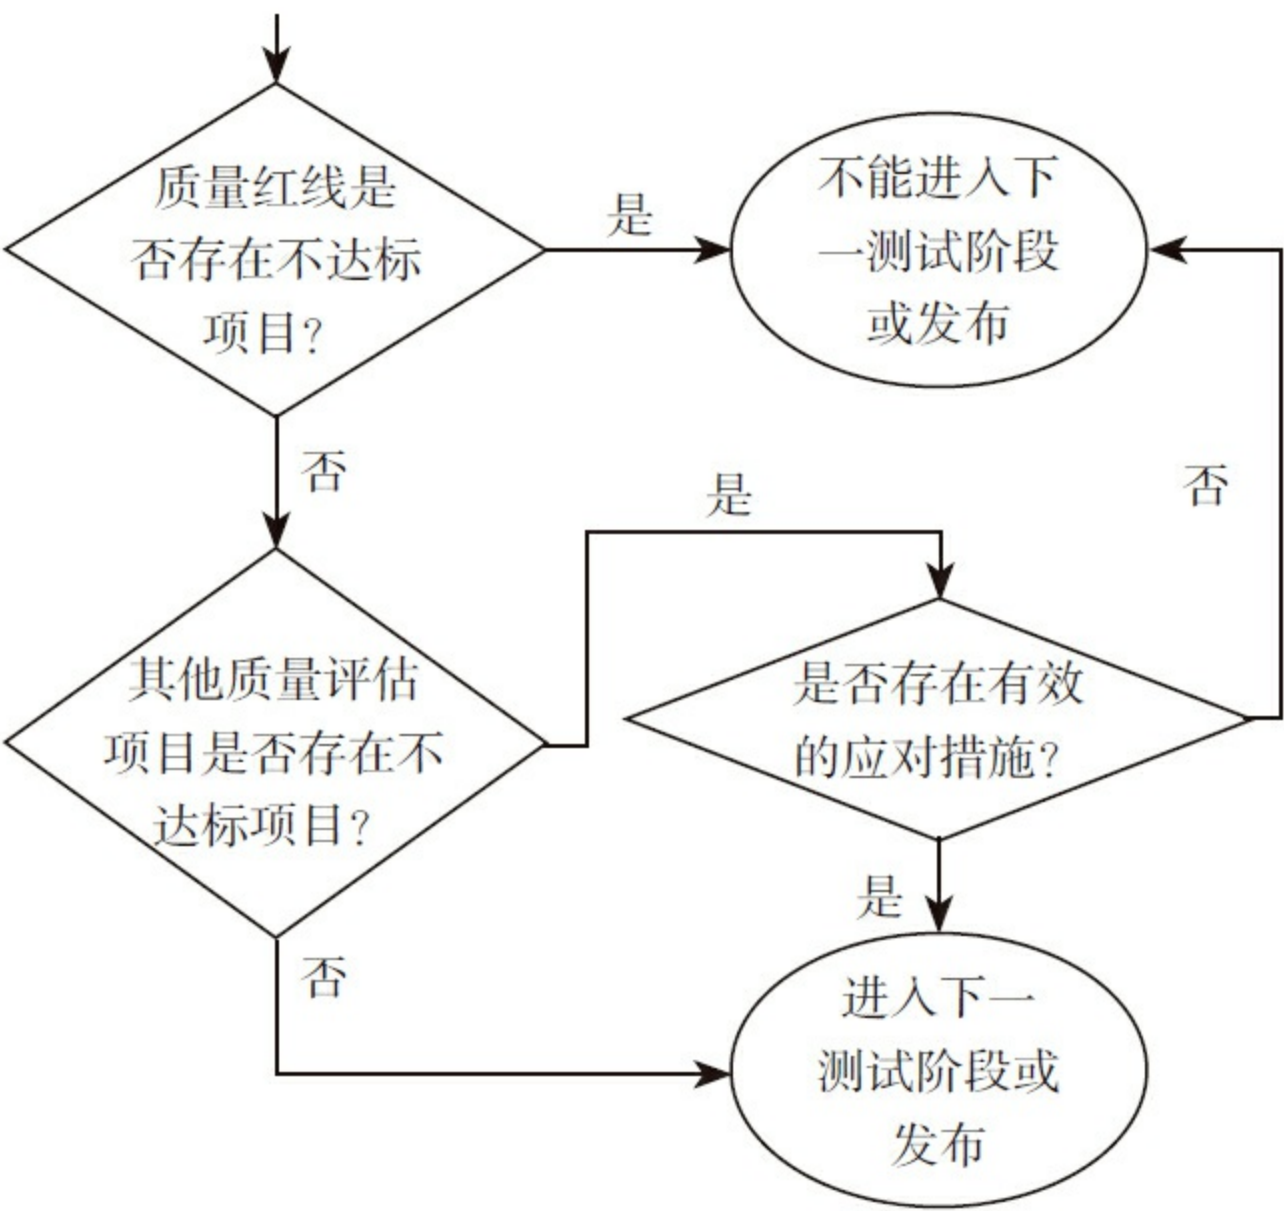 质量红线是
否存在不达标
项目?
是
不能进入下
一测试阶段
或发布
否
是
否
其他质量评估
项目是否存在不
达标项目?
是否存在有效
的应对措施?
是
否
进入下一
测试阶段或
发布